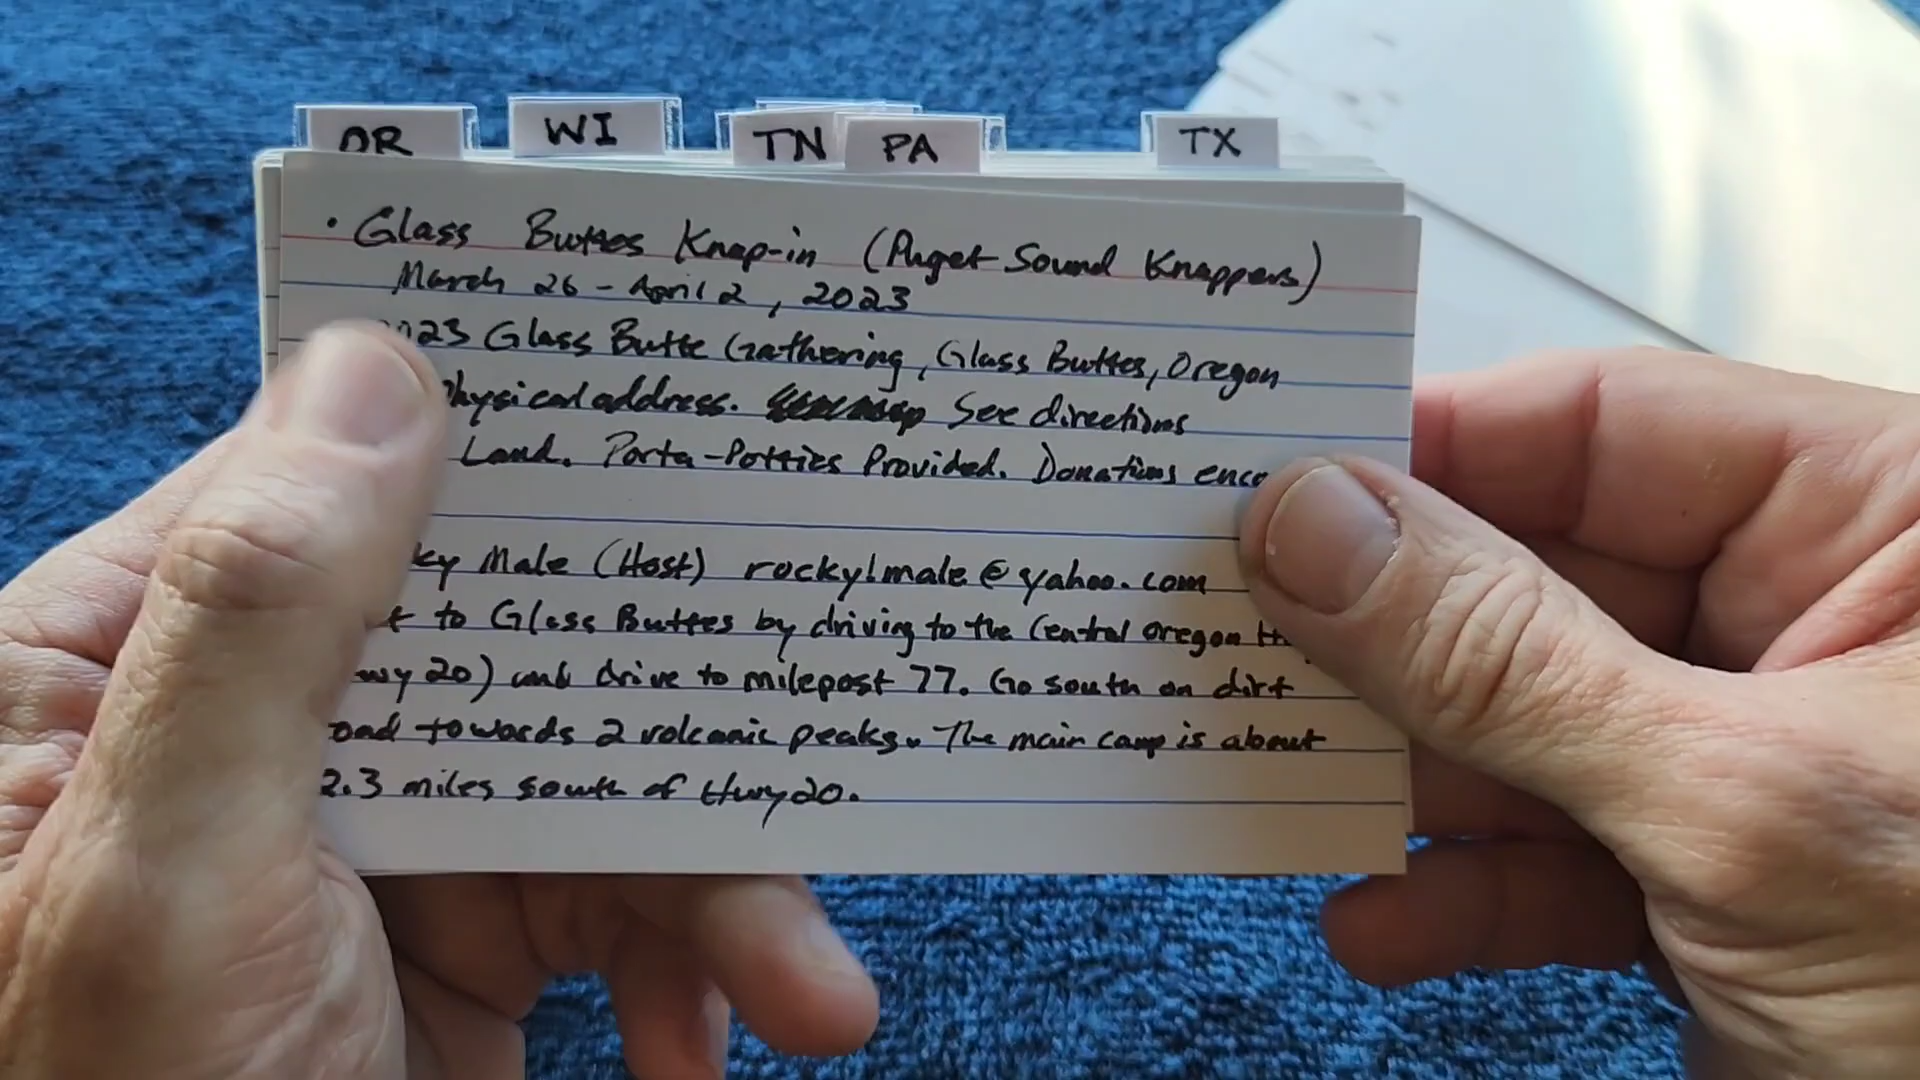 OR WI TN PA TX
• Glass Buttes Knap-in (Puget Sound Knappers)
March 26 - April 2, 2023
2023 Glass Butte Gathering, Glass Buttes, Oregon
Physical address. See directions
Land. Porta-Potties Provided. Donations enco
ky Male (Host) rocky1male@yahoo.com
t to Glass Buttes by driving to the Central Oregon H
wy 20) and drive to milepost 77. Go south on dirt
oad towards 2 volcanic peaks. The main camp is about
2.3 miles south of Hwy 20.